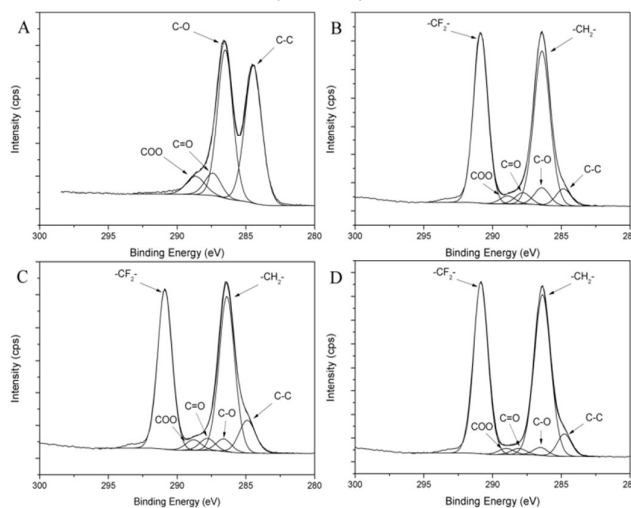 A
C-O
C-C
COO
C=O
Intensity (cps)
300 295 290 285 280
Binding Energy (eV)
B
-CF2-
-CH2-
COO
C=O
C-O
C-C
Intensity (cps)
300 295 290 285 280
Binding Energy (eV)
C
-CF2-
-CH2-
COO
C=O
C-O
C-C
Intensity (cps)
300 295 290 285 280
Binding Energy (eV)
D
-CF2-
-CH2-
COO
C=O
C-O
C-C
Intensity (cps)
300 295 290 285
Binding Energy (eV)